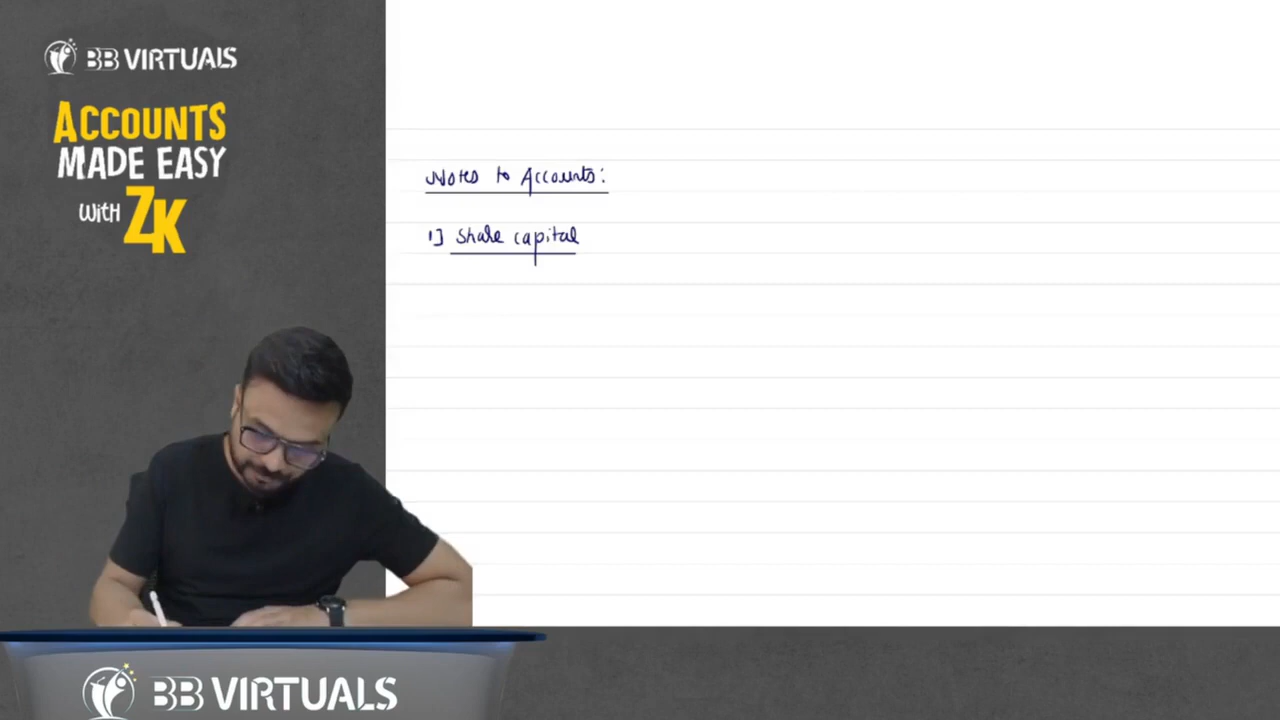 BB VIRTUALS
ACCOUNTS
MADE EASY
WITH ZK
Notes to Accounts:
1] Share capital
BB VIRTUALS